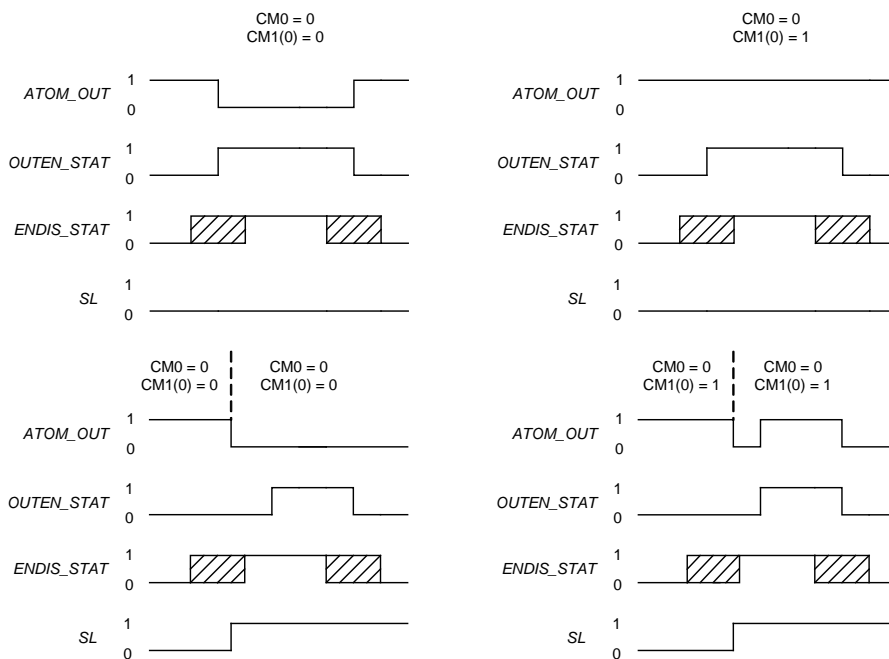 CM0 = 0
CM1(0) = 0
1
ATOM_OUT
0
1
OUTEN_STAT
0
1
ENDIS_STAT
0
1
SL
0
CM0 = 0
CM1(0) = 1
1
ATOM_OUT
0
1
OUTEN_STAT
0
1
ENDIS_STAT
0
1
SL
0
CM0 = 0 CM0 = 0
CM1(0) = 0 CM1(0) = 0
1
ATOM_OUT
0
1
OUTEN_STAT
0
1
ENDIS_STAT
0
1
SL
0
CM0 = 0 CM0 = 0
CM1(0) = 1 CM1(0) = 1
1
ATOM_OUT
0
1
OUTEN_STAT
0
1
ENDIS_STAT
0
1
SL
0